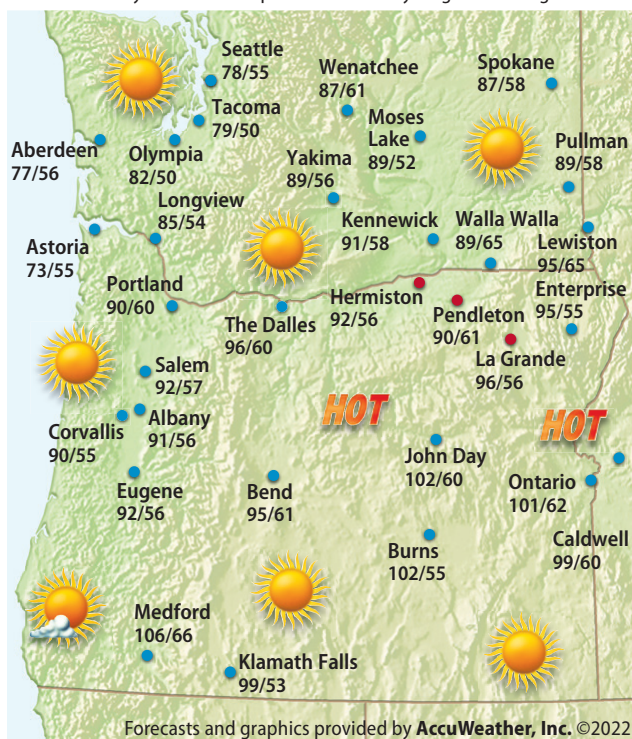 Seattle
78/55
Tacoma
79/50
Wenatchee
87/61
Spokane
87/58
Moses
Lake
89/52
Aberdeen
77/56
Olympia
82/50
Yakima
89/56
Pullman
89/58
Longview
85/54
Kennewick
91/58
Walla Walla
89/65
Lewiston
95/65
Astoria
73/55
Portland
90/60
The Dalles
96/60
Hermiston
92/56
Pendleton
90/61
Enterprise
95/55
La Grande
96/56
Salem
92/57
Albany
91/56
Corvallis
90/55
HOT
HOT
Eugene
92/56
Bend
95/61
John Day
102/60
Ontario
101/62
Burns
102/55
Caldwell
99/60
Medford
106/66
Klamath Falls
99/53
Forecasts and graphics provided by AccuWeather, Inc. ©2022